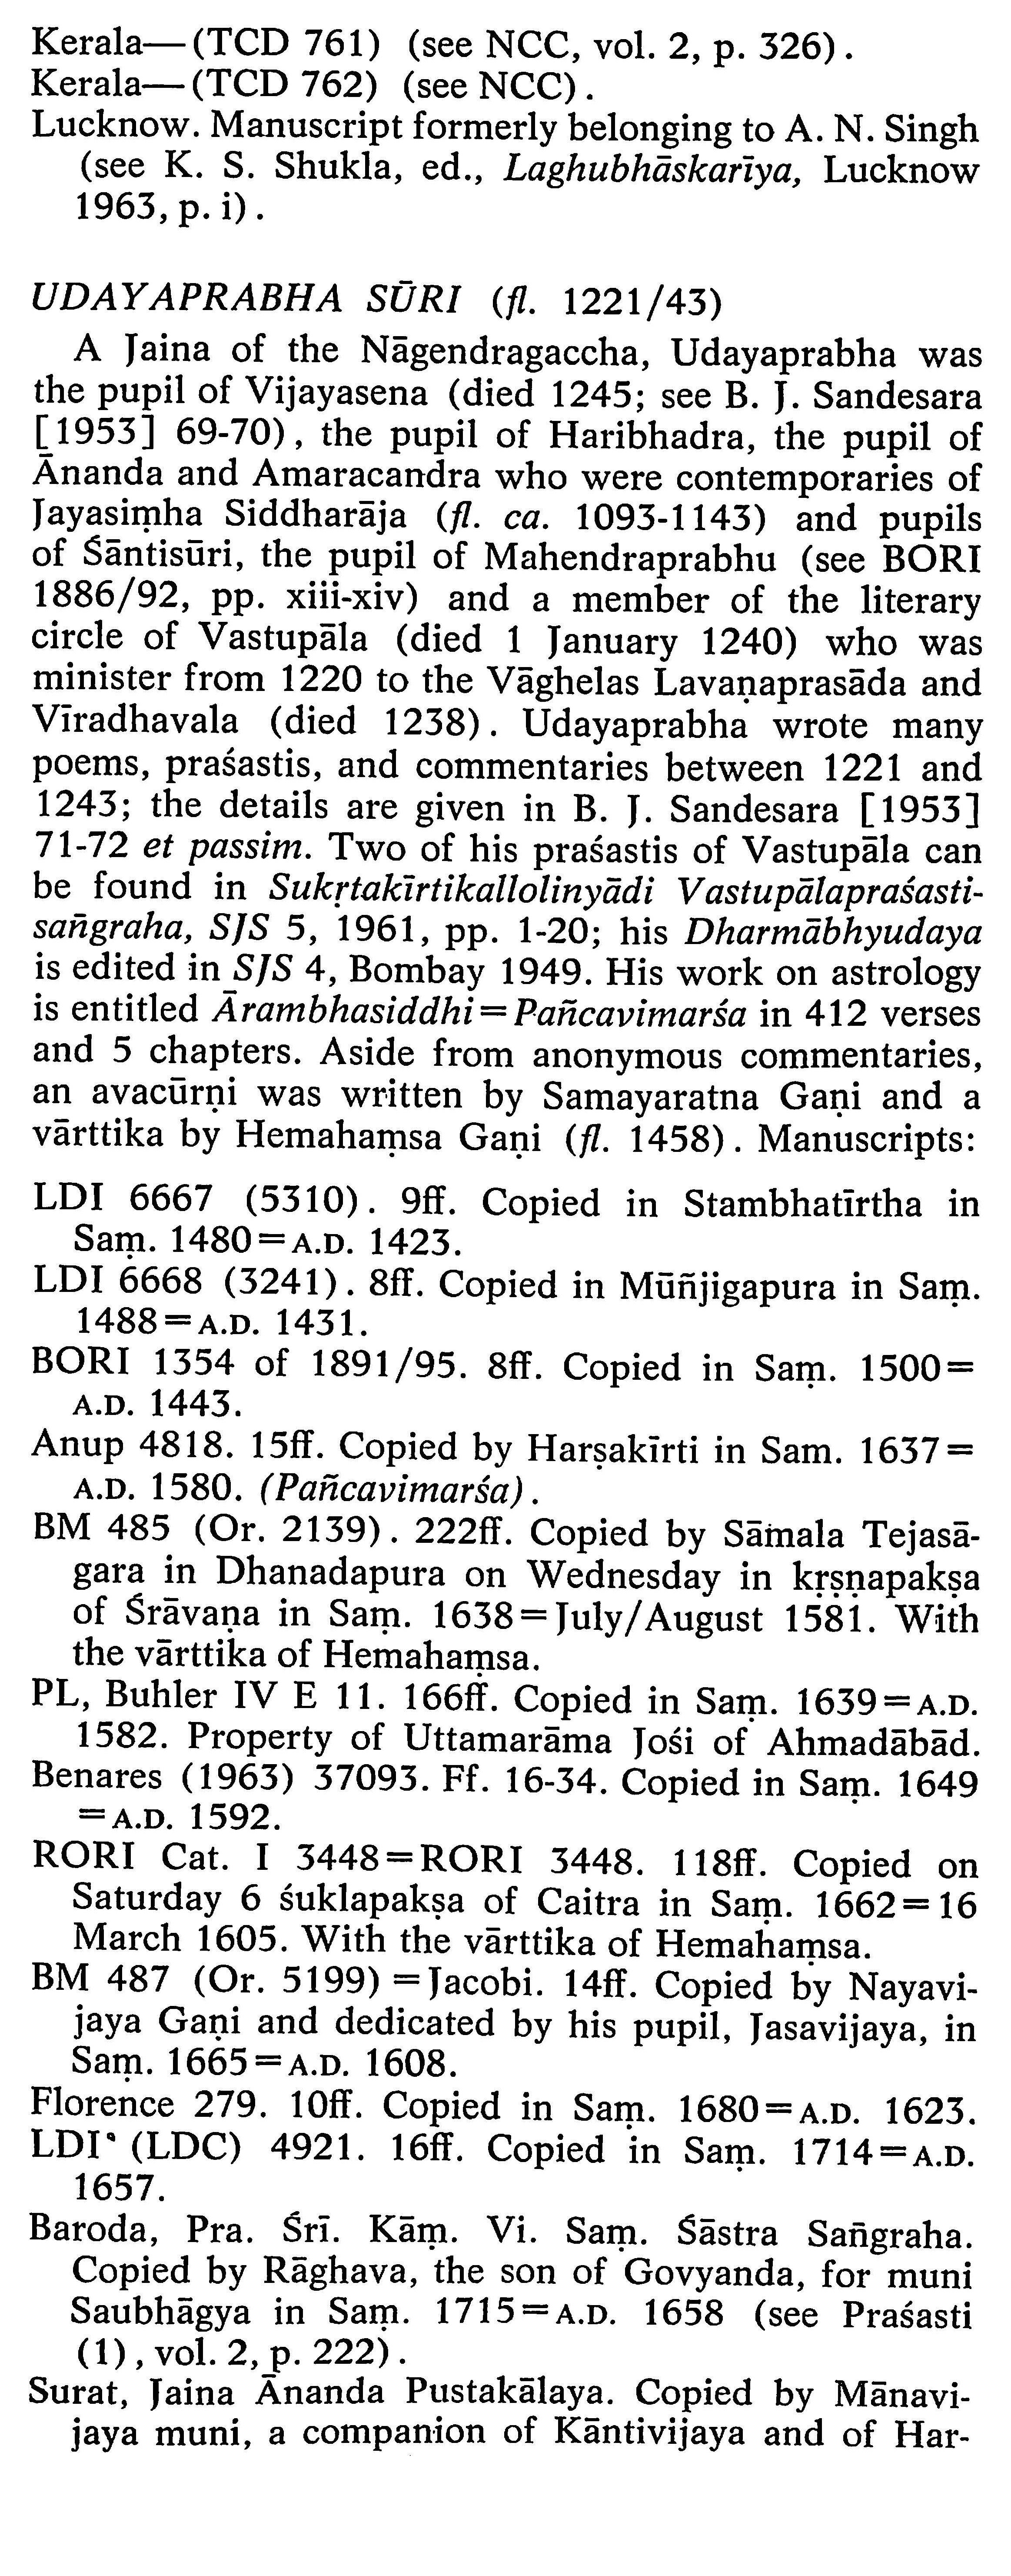 Kerala—(TCD 761) (see NCC, vol. 2, p. 326).
Kerala—(TCD 762) (see NCC).
Lucknow. Manuscript formerly belonging to A. N. Singh
(see K. S. Shukla, ed., Laghubhāskarīya, Lucknow
1963, p. i).
UDAYAPRABHA SŪRI (fl. 1221/43)
A Jaina of the Nāgendragaccha, Udayaprabha was
the pupil of Vijayasena (died 1245; see B. J. Sandesara
[1953] 69-70), the pupil of Haribhadra, the pupil of
Ānanda and Amaracandra who were contemporaries of
Jayasiṃha Siddharāja (fl. ca. 1093-1143) and pupils
of Śāntisūri, the pupil of Mahendraprabhu (see BORI
1886/92, pp. xiii-xiv) and a member of the literary
circle of Vastupāla (died 1 January 1240) who was
minister from 1220 to the Vāghelas Lavaṇaprasāda and
Vīradhavala (died 1238). Udayaprabha wrote many
poems, praśastis, and commentaries between 1221 and
1243; the details are given in B. J. Sandesara [1953]
71-72 et passim. Two of his praśastis of Vastupāla can
be found in Sukṛtakīrtikallolinyādi Vastupālapraśasti-
san̄graha, SJS 5, 1961, pp. 1-20; his Dharmābhyudaya
is edited in SJS 4, Bombay 1949. His work on astrology
is entitled Ārambhasiddhi=Pañcavimarśa in 412 verses
and 5 chapters. Aside from anonymous commentaries,
an avacūrṇi was written by Samayaratna Gaṇi and a
vārttika by Hemahaṃsa Gaṇi (fl. 1458). Manuscripts:
LDI 6667 (5310). 9ff. Copied in Stambhatīrtha in
Saṃ. 1480=A.D. 1423.
LDI 6668 (3241). 8ff. Copied in Mūñjigapura in Saṃ.
1488=A.D. 1431.
BORI 1354 of 1891/95. 8ff. Copied in Saṃ. 1500=
A.D. 1443.
Anup 4818. 15ff. Copied by Harṣakīrti in Sam. 1637=
A.D. 1580. (Pañcavimarśa).
BM 485 (Or. 2139). 222ff. Copied by Sāmala Tejasā-
gara in Dhanadapura on Wednesday in kṛṣṇapakṣa
of Śrāvaṇa in Saṃ. 1638=July/August 1581. With
the vārttika of Hemahaṃsa.
PL, Buhler IV E 11. 166ff. Copied in Saṃ. 1639=A.D.
1582. Property of Uttamarāma Jośi of Ahmadābād.
Benares (1963) 37093. Ff. 16-34. Copied in Saṃ. 1649
=A.D. 1592.
RORI Cat. I 3448=RORI 3448. 118ff. Copied on
Saturday 6 śuklapakṣa of Caitra in Saṃ. 1662=16
March 1605. With the vārttika of Hemahaṃsa.
BM 487 (Or. 5199)=Jacobi. 14ff. Copied by Nayavi-
jaya Gaṇi and dedicated by his pupil, Jasavijaya, in
Saṃ. 1665=A.D. 1608.
Florence 279. 10ff. Copied in Saṃ. 1680=A.D. 1623.
LDI (LDC) 4921. 16ff. Copied in Saṃ. 1714=A.D.
1657.
Baroda, Pra. Śrī. Kāṃ. Vi. Saṃ. Śāstra San̄graha.
Copied by Rāghava, the son of Govyanda, for muni
Saubhāgya in Saṃ. 1715=A.D. 1658 (see Praśasti
(1), vol. 2, p. 222).
Surat, Jaina Ānanda Pustakālaya. Copied by Mānavi-
jaya muni, a companion of Kāntivijaya and of Har-